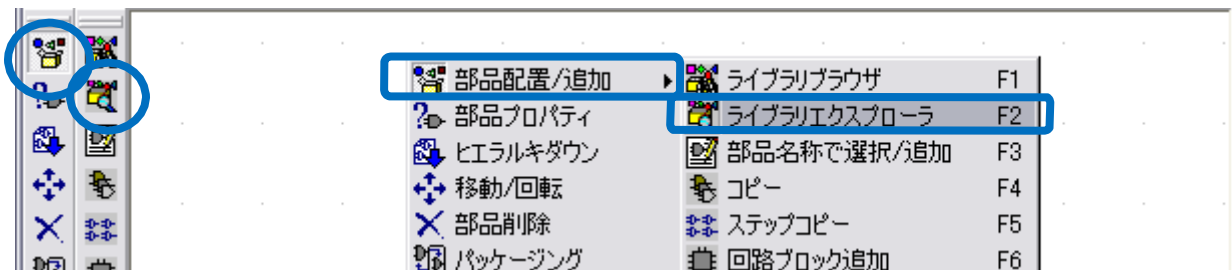 部品配置/追加
部品プロパティ
ヒエラルキダウン
移動/回転
部品削除
パッケージング
ライブラリブラウザ F1
ライブラリエクスプローラ F2
部品名称で選択/追加 F3
コピー F4
ステップコピー F5
回路ブロック追加 F6